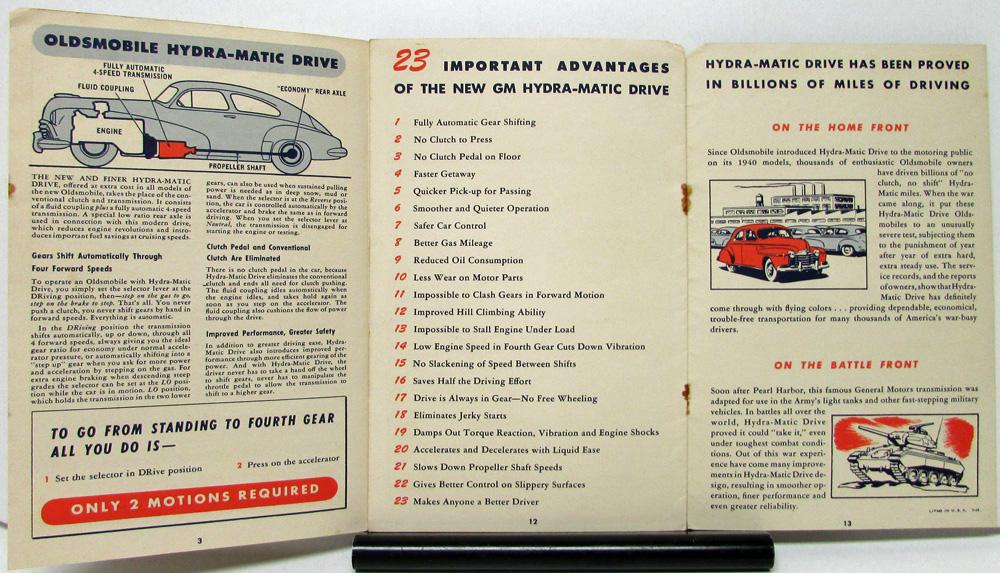 OLDSMOBILE HYDRA-MATIC DRIVE
FULLY AUTOMATIC
4-SPEED TRANSMISSION
FLUID COUPLING
"ECONOMY" REAR AXLE
ENGINE
PROPELLER SHAFT
THE NEW AND FINER HYDRA-MATIC
DRIVE, offered at extra cost in all models of
the new Oldsmobile, takes the place of the con-
ventional clutch and transmission. It consists
of a fluid coupling plus a fully automatic 4-speed
transmission. A special low ratio rear axle is
used in connection with this modern drive,
which reduces engine revolutions and intro-
duces important fuel savings at cruising speeds.
Gears Shift Automatically Through
Four Forward Speeds
To operate an Oldsmobile with Hydra-Matic
Drive, you simply set the selector lever at the
DRiving position, then—step on the gas to go,
step on the brake to stop. That's all. You never
push a clutch, you never shift gears by hand in
forward speeds. Everything is automatic.
In the DRiving position the transmission
shifts automatically, up or down, through all
4 forward speeds, always giving you the ideal
gear ratio for economy under normal accele-
rator pressure, or automatically shifting into a
"step up" gear when you ask for more power
and acceleration by stepping on the gas. For
extra engine braking when descending steep
grades the selector can be set at the LO posi-
tion while the car is in motion. LO position,
which holds the transmission in the two lower
gears, can also be used when sustained pulling
power is needed as in deep snow, mud or
sand. When the selector is at the Reverse posi-
tion, the car is controlled automatically by the
accelerator and brake the same as in forward
driving. When you set the selector lever at
Neutral, the transmission is disengaged for
starting the engine or testing.
Clutch Pedal and Conventional
Clutch Are Eliminated
There is no clutch pedal in the car, because
Hydra-Matic Drive eliminates the conventional
clutch and ends all need for clutch pushing.
The fluid coupling idles automatically when
the engine idles, and takes hold again as
soon as you step on the accelerator. The
fluid coupling also cushions the flow of power
through the drive.
Improved Performance, Greater Safety
In addition to greater driving ease, Hydra-
Matic Drive also introduces improved per-
formance through more efficient gearing of the
power. And with Hydra-Matic Drive, the
driver never has to take a hand off the wheel
to shift gears, never has to manipulate the
throttle pedal to allow the transmission to
shift to a higher gear.
TO GO FROM STANDING TO FOURTH GEAR
ALL YOU DO IS—
1 Set the selector in DRive position
2 Press on the accelerator
ONLY 2 MOTIONS REQUIRED
3
23 IMPORTANT ADVANTAGES
OF THE NEW GM HYDRA-MATIC DRIVE
1 Fully Automatic Gear Shifting
2 No Clutch to Press
3 No Clutch Pedal on Floor
4 Faster Getaway
5 Quicker Pick-up for Passing
6 Smoother and Quieter Operation
7 Safer Car Control
8 Better Gas Mileage
9 Reduced Oil Consumption
10 Less Wear on Motor Parts
11 Impossible to Clash Gears in Forward Motion
12 Improved Hill Climbing Ability
13 Impossible to Stall Engine Under Load
14 Low Engine Speed in Fourth Gear Cuts Down Vibration
15 No Slackening of Speed Between Shifts
16 Saves Half the Driving Effort
17 Drive is Always in Gear—No Free Wheeling
18 Eliminates Jerky Starts
19 Damps Out Torque Reaction, Vibration and Engine Shocks
20 Accelerates and Decelerates with Liquid Ease
21 Slows Down Propeller Shaft Speeds
22 Gives Better Control on Slippery Surfaces
23 Makes Anyone a Better Driver
12
HYDRA-MATIC DRIVE HAS BEEN PROVED
IN BILLIONS OF MILES OF DRIVING
ON THE HOME FRONT
Since Oldsmobile introduced Hydra-Matic Drive to the motoring public
on its 1940 models, thousands of enthusiastic Oldsmobile owners
have driven billions of "no
clutch, no shift" Hydra-
Matic miles. When the war
came along, it put these
Hydra-Matic Drive Olds-
mobiles to an unusually
severe test, subjecting them
to the punishment of year
after year of extra hard,
extra steady use. The serv-
ice records, and the reports
of owners, show that Hydra-
Matic Drive has definitely
come through with flying colors . . . providing dependable, economical,
trouble-free transportation for many thousands of America's war-busy
drivers.
ON THE BATTLE FRONT
Soon after Pearl Harbor, this famous General Motors transmission was
adapted for use in the Army's light tanks and other fast-stepping military
vehicles. In battles all over the
world, Hydra-Matic Drive
proved it could "take it," even
under toughest combat condi-
tions. Out of this war experi-
ence have come many improve-
ments in Hydra-Matic Drive de-
sign, resulting in smoother op-
eration, finer performance and
even greater reliability.
LITHO IN U.S.A.
13